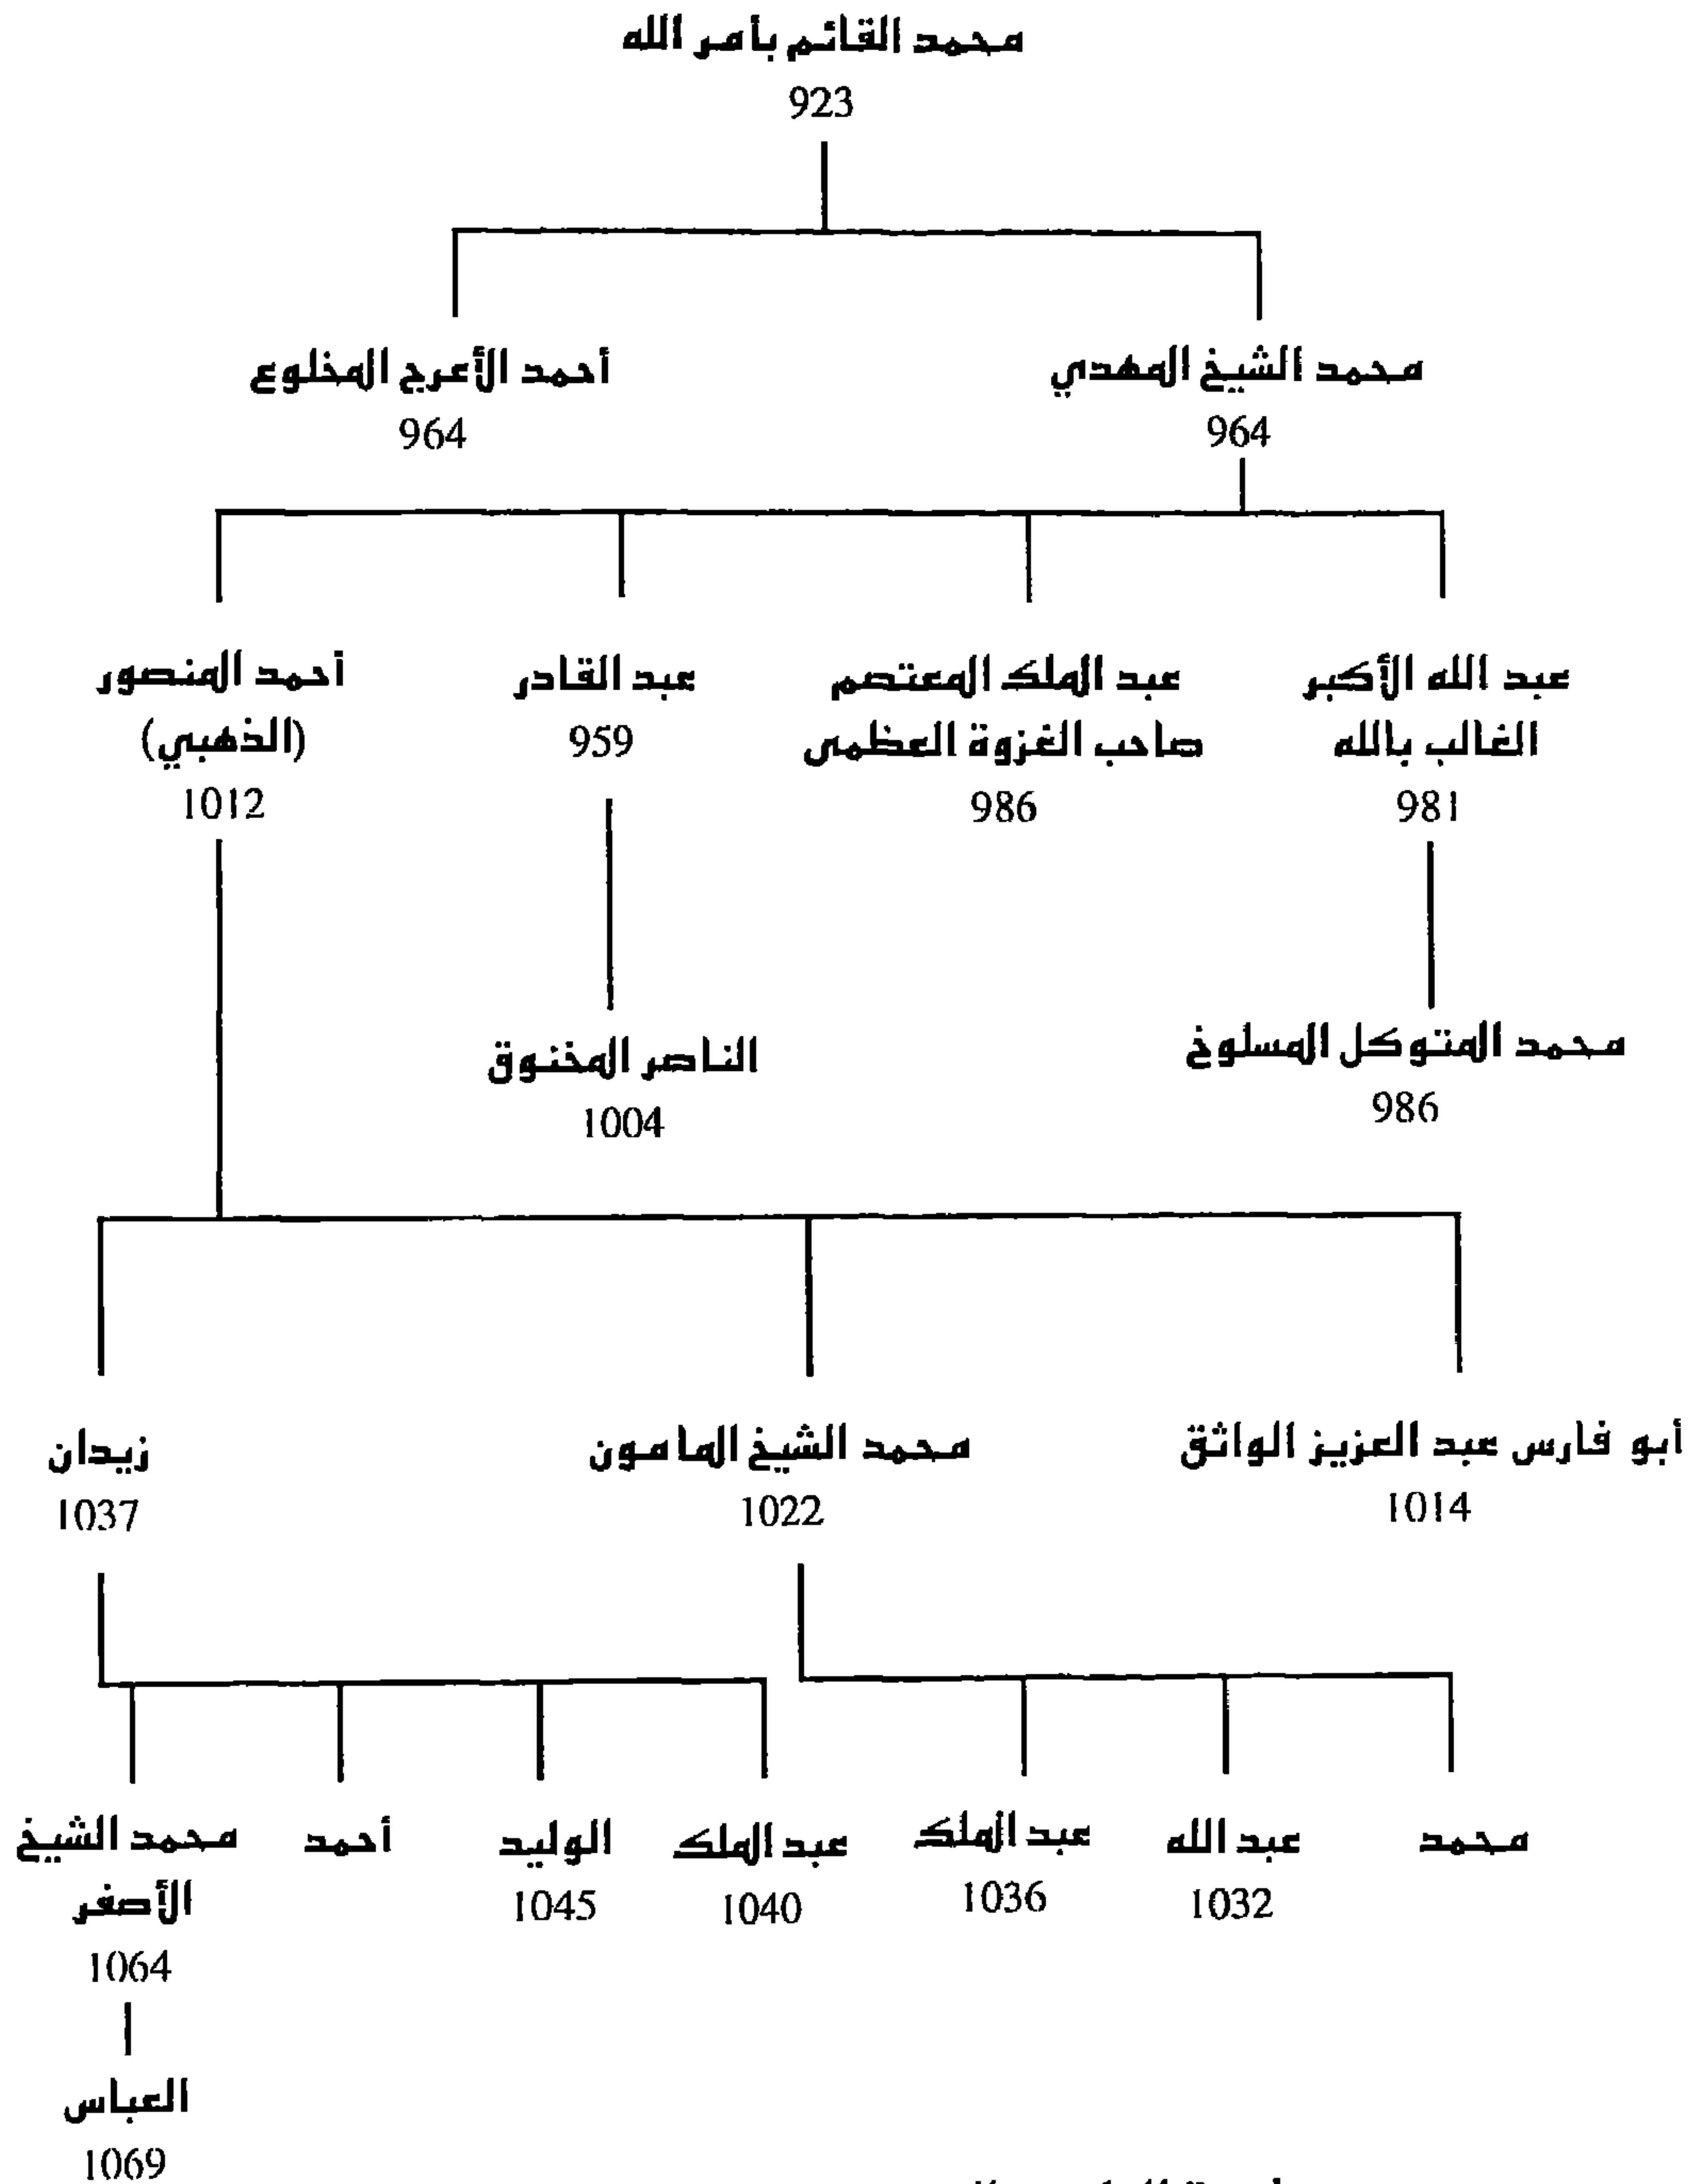 محمد القائم بأمر الله
923
محمد الشيخ المهدي
964
أحمد الأعرج المخلوع
964
عبد الله الأكبر
الغالب بالله
981
عبد الملك المعتصم
صاحب الغزوة العظمى
986
عبد القادر
959
أحمد المنصور
(الذهبي)
1012
محمد المتوكل المسلوخ
986
الناصر المخنوق
1004
أبو فارس عبد العزيز الواثق
1014
محمد الشيخ المامون
1022
زيدان
1037
محمد
عبد الله
1032
عبد الملك
1036
عبد الملك
1040
الوليد
1045
أحمد
محمد الشيخ
الأصفر
1064
العباس
1069